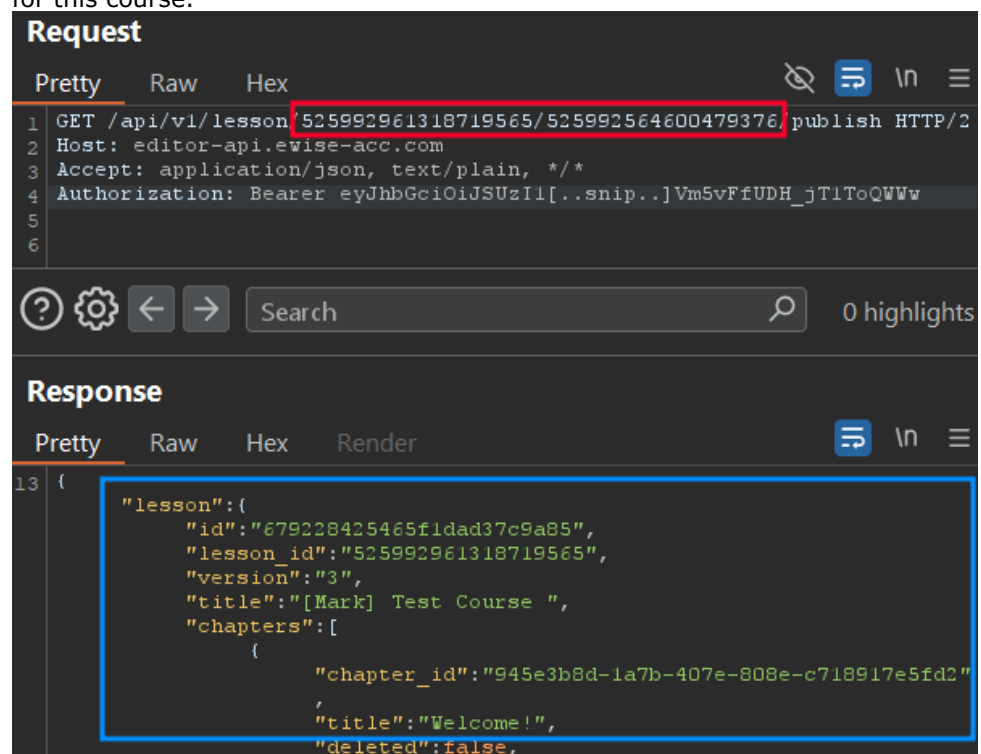 for this course.
Request
Pretty Raw Hex \n
1 GET /api/v1/lesson/525992961318719565/525992564600479376/publish HTTP/2
2 Host: editor-api.ewise-acc.com
3 Accept: application/json, text/plain, */*
4 Authorization: Bearer eyJhbGciOiJSUzI1[..snip..]Vm5vFfUDH_jT1ToQWWw
5
6
Search 0 highlights
Response
Pretty Raw Hex Render \n
13 {
"lesson":{
"id":"679228425465f1dad37c9a85",
"lesson_id":"525992961318719565",
"version":"3",
"title":"[Mark] Test Course ",
"chapters":[
{
"chapter_id":"945e3b8d-1a7b-407e-808e-c718917e5fd2"
,
"title":"Welcome!",
"deleted":false,